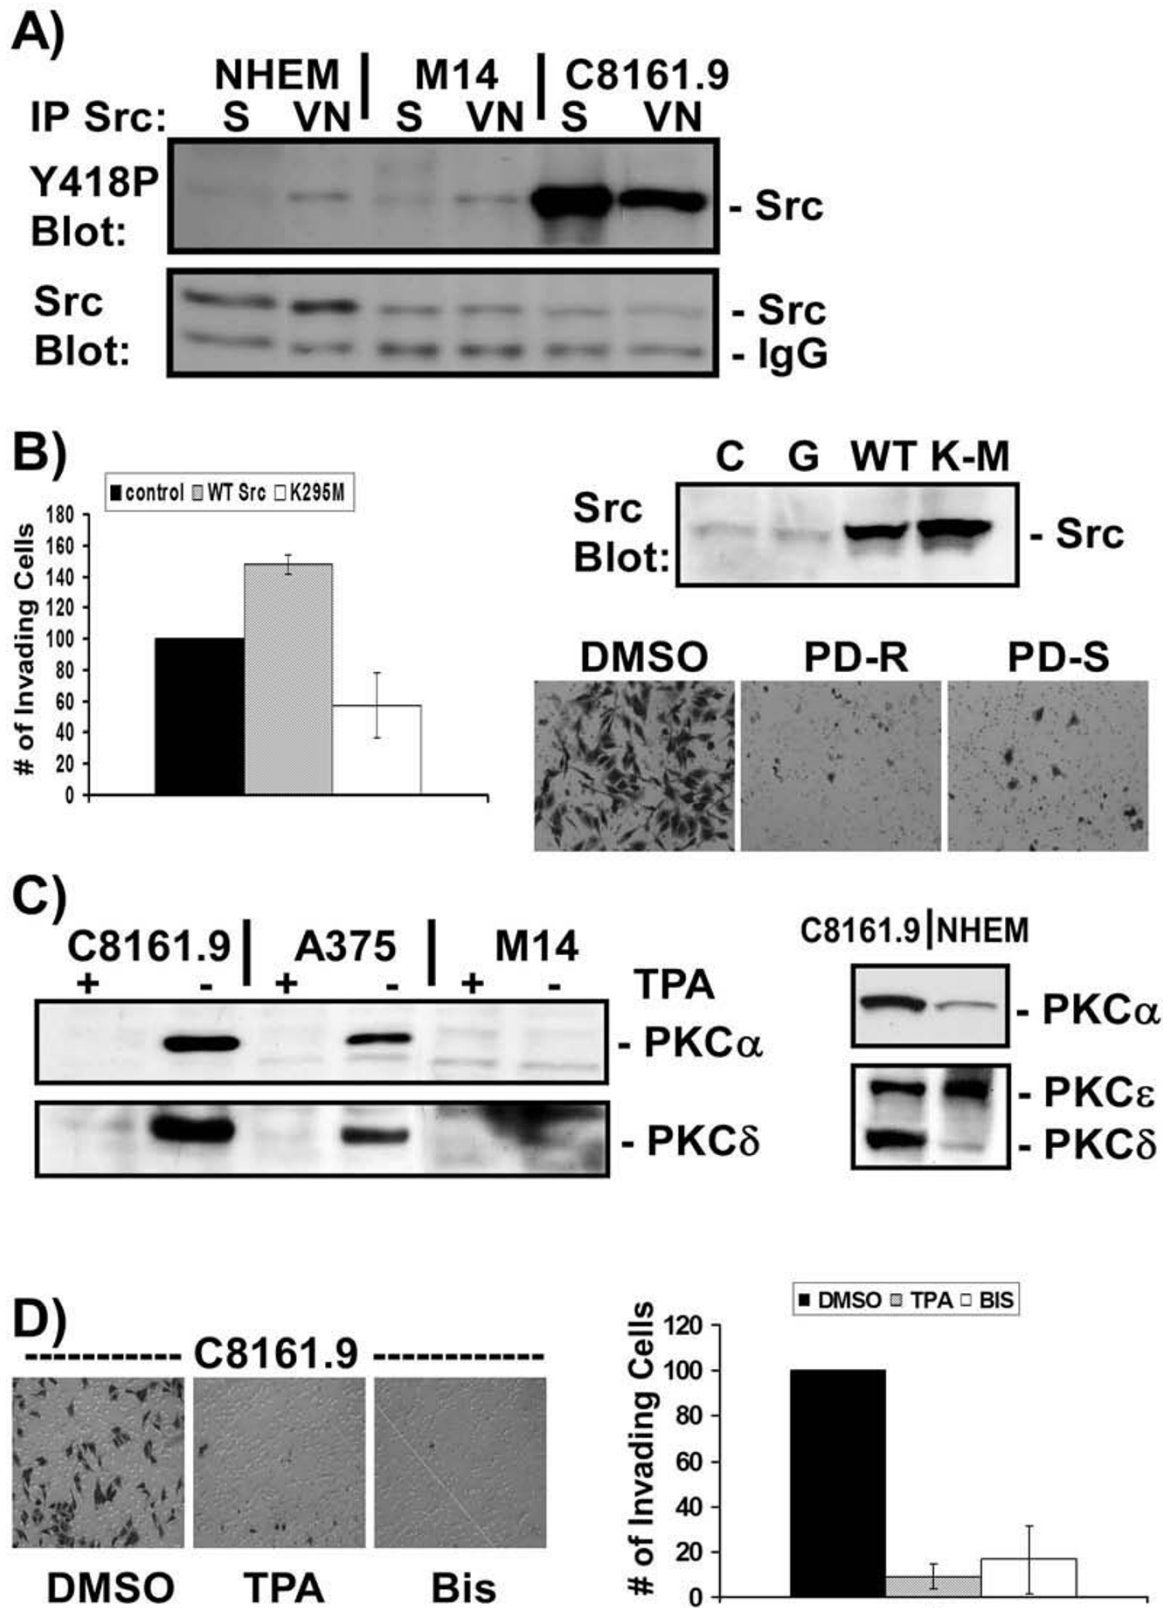 A)
NHEM | M14 | C8161.9
IP Src: S VN S VN S VN
Y418P
Blot:
- Src
Src
Blot:
- Src
- IgG
B)
control WT Src K295M
# of Invading Cells
180
160
140
120
100
80
60
40
20
0
C G WT K-M
Src
Blot:
- Src
DMSO PD-R PD-S
C)
C8161.9 | A375 | M14
+ - + - + - TPA
- PKCα
- PKCδ
C8161.9 | NHEM
- PKCα
- PKCε
- PKCδ
D)
----------- C8161.9 -----------
DMSO TPA Bis
DMSO TPA BIS
# of Invading Cells
120
100
80
60
40
20
0